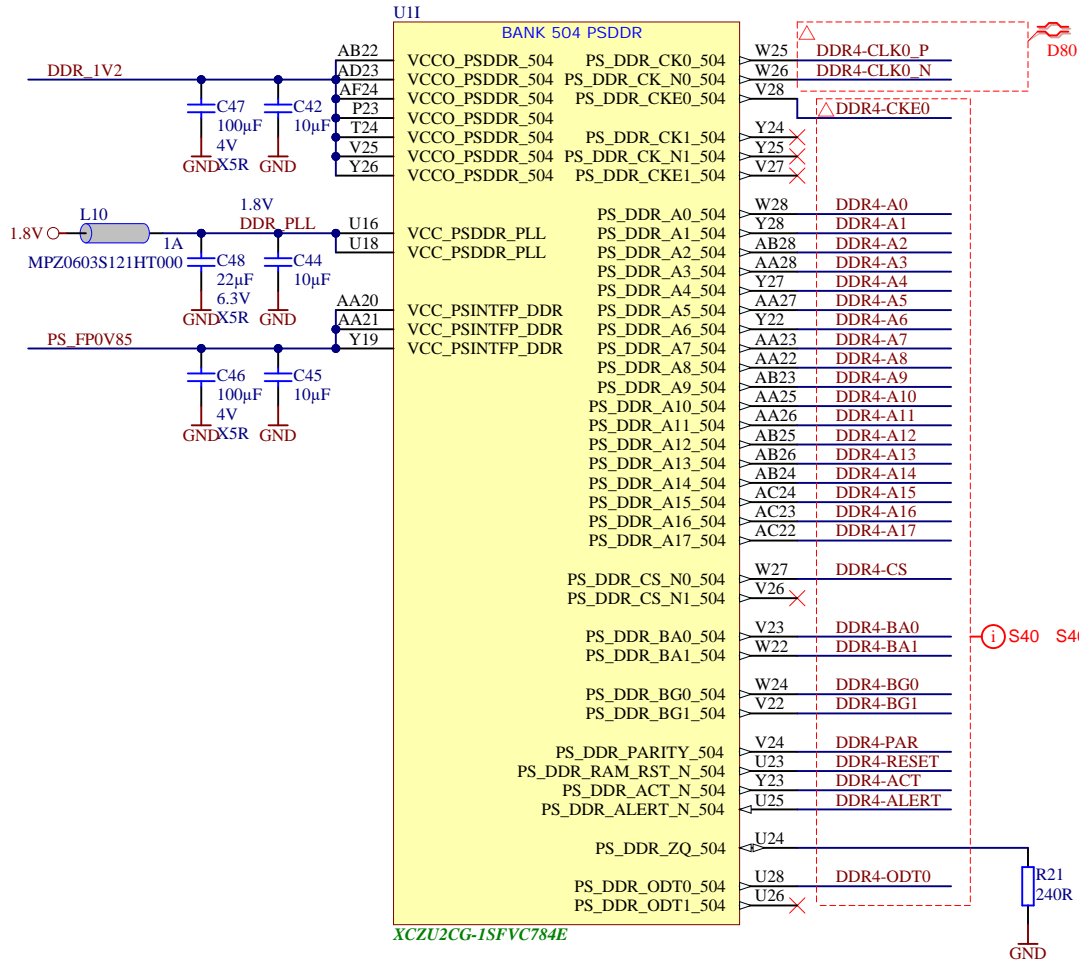 U1I
BANK 504 PSDDR
DDR_1V2
AB22 VCCO_PSDDR_504
AD23 VCCO_PSDDR_504
AF24 VCCO_PSDDR_504
P23 VCCO_PSDDR_504
T24 VCCO_PSDDR_504
V25 VCCO_PSDDR_504
Y26 VCCO_PSDDR_504
C47
100µF
4V
X5R
GND
C42
10µF
GND
1.8V
L10
1A
MPZ0603S121HT000
1.8V
DDR_PLL
U16 VCC_PSDDR_PLL
U18 VCC_PSDDR_PLL
C48
22µF
6.3V
X5R
GND
C44
10µF
GND
PS_FP0V85
AA20 VCC_PSINTFP_DDR
AA21 VCC_PSINTFP_DDR
Y19 VCC_PSINTFP_DDR
C46
100µF
4V
X5R
GND
C45
10µF
GND
PS_DDR_CK0_504 W25 DDR4-CLK0_P
PS_DDR_CK_N0_504 W26 DDR4-CLK0_N
PS_DDR_CKE0_504 V28 DDR4-CKE0
D80
PS_DDR_CK1_504 Y24
PS_DDR_CK_N1_504 Y25
PS_DDR_CKE1_504 V27
PS_DDR_A0_504 W28 DDR4-A0
PS_DDR_A1_504 Y28 DDR4-A1
PS_DDR_A2_504 AB28 DDR4-A2
PS_DDR_A3_504 AA28 DDR4-A3
PS_DDR_A4_504 Y27 DDR4-A4
PS_DDR_A5_504 AA27 DDR4-A5
PS_DDR_A6_504 Y22 DDR4-A6
PS_DDR_A7_504 AA23 DDR4-A7
PS_DDR_A8_504 AA22 DDR4-A8
PS_DDR_A9_504 AB23 DDR4-A9
PS_DDR_A10_504 AA25 DDR4-A10
PS_DDR_A11_504 AA26 DDR4-A11
PS_DDR_A12_504 AB25 DDR4-A12
PS_DDR_A13_504 AB26 DDR4-A13
PS_DDR_A14_504 AB24 DDR4-A14
PS_DDR_A15_504 AC24 DDR4-A15
PS_DDR_A16_504 AC23 DDR4-A16
PS_DDR_A17_504 AC22 DDR4-A17
PS_DDR_CS_N0_504 W27 DDR4-CS
PS_DDR_CS_N1_504 V26
PS_DDR_BA0_504 V23 DDR4-BA0
PS_DDR_BA1_504 W22 DDR4-BA1
i S40
PS_DDR_BG0_504 W24 DDR4-BG0
PS_DDR_BG1_504 V22 DDR4-BG1
PS_DDR_PARITY_504 V24 DDR4-PAR
PS_DDR_RAM_RST_N_504 U23 DDR4-RESET
PS_DDR_ACT_N_504 Y23 DDR4-ACT
PS_DDR_ALERT_N_504 U25 DDR4-ALERT
PS_DDR_ZQ_504 U24
R21
240R
GND
PS_DDR_ODT0_504 U28 DDR4-ODT0
PS_DDR_ODT1_504 U26
XCZU2CG-1SFVC784E